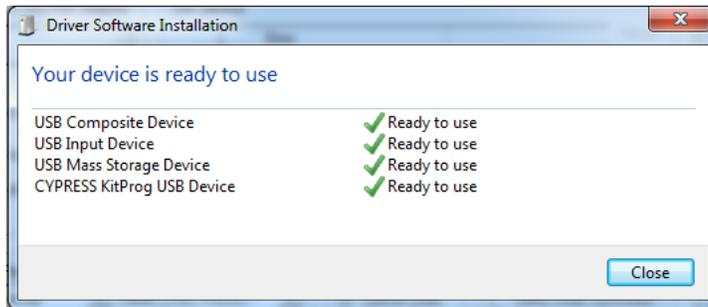 Driver Software Installation
Your device is ready to use
USB Composite Device Ready to use
USB Input Device Ready to use
USB Mass Storage Device Ready to use
CYPRESS KitProg USB Device Ready to use
Close